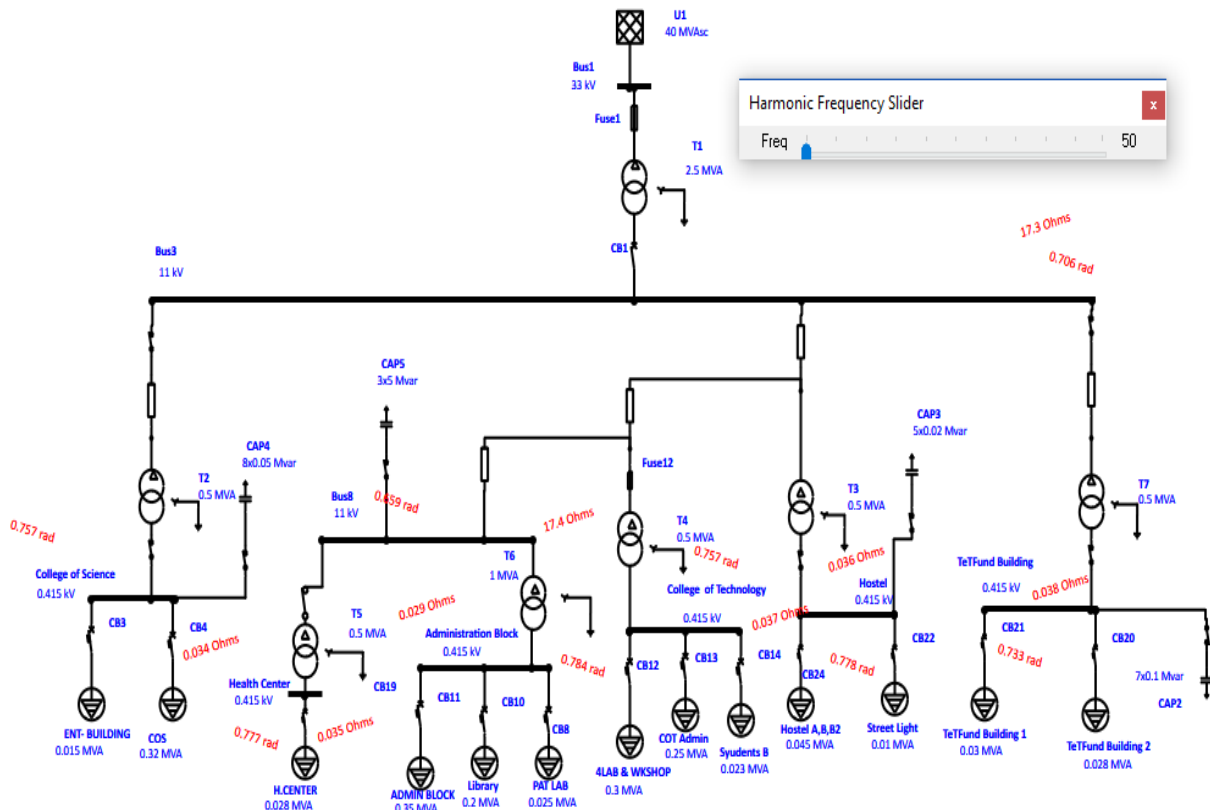 U1
40 MVAsc
Bus1
33 kV
Fuse1
T1
2.5 MVA
CB1
Harmonic Frequency Slider
x
Freq
50
17.3 Ohms
0.706 rad
Bus3
11 kV
CAP5
3x5 Mvar
CAP4
8x0.05 Mvar
CAP3
5x0.02 Mvar
T2
0.5 MVA
0.757 rad
Bus8
11 kV
0.659 rad
17.4 Ohms
Fuse12
T4
0.5 MVA
0.757 rad
T3
0.5 MVA
0.036 Ohms
T7
0.5 MVA
T6
1 MVA
College of Science
0.415 kV
CB3
CB4
0.034 Ohms
T5
0.5 MVA
0.029 Ohms
Administration Block
0.415 kV
0.784 rad
College of Technology
0.415 kV
0.037 Ohms
Hostel
0.415 kV
TeTFund Building
0.415 kV
0.038 Ohms
Health Center
0.415 kV
CB19
CB11
CB10
CB8
CB12
CB13
CB14
CB24
0.778 rad
CB22
CB21
0.733 rad
CB20
7x0.1 Mvar
CAP2
0.777 rad
0.035 Ohms
ENT- BUILDING
0.015 MVA
COS
0.32 MVA
H.CENTER
0.028 MVA
ADMIN BLOCK
0.35 MVA
Library
0.2 MVA
PAT LAB
0.025 MVA
4LAB & WKSHOP
0.3 MVA
COT Admin
0.25 MVA
Syudents B
0.023 MVA
Hostel A,B,B2
0.045 MVA
Street Light
0.01 MVA
TeTFund Building 1
0.03 MVA
TeTFund Building 2
0.028 MVA